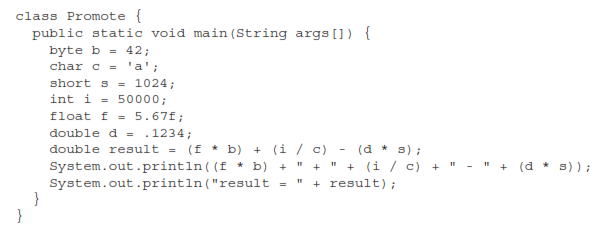 class Promote {
  public static void main(String args[]) {
    byte b = 42;
    char c = 'a';
    short s = 1024;
    int i = 50000;
    float f = 5.67f;
    double d = .1234;
    double result = (f * b) + (i / c) - (d * s);
    System.out.println((f * b) + " + " + (i / c) + " - " + (d * s));
    System.out.println("result = " + result);
  }
}